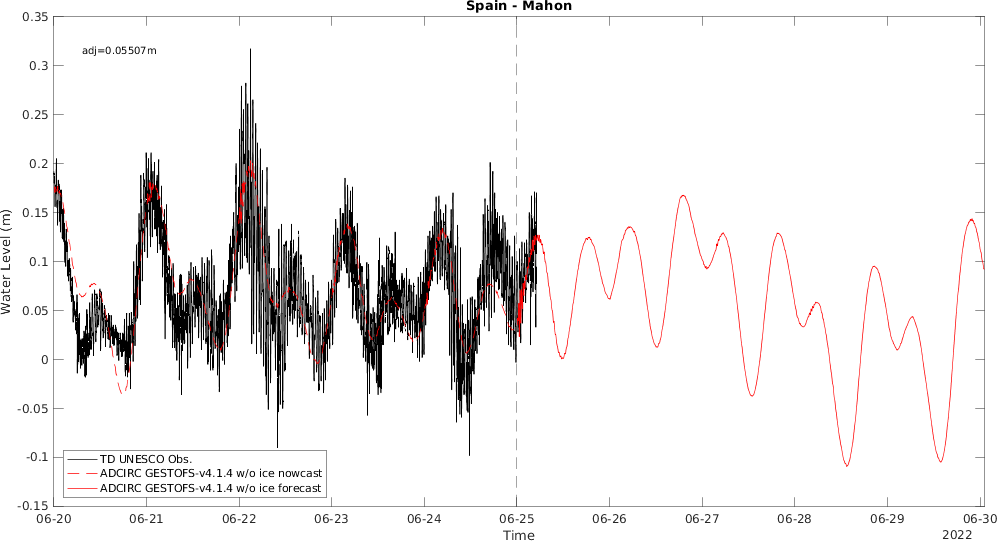 Spain - Mahon
adj=0.05507m
0.35
0.3
0.25
0.2
0.15
0.1
0.05
0
-0.05
-0.1
-0.15
Water Level (m)
TD UNESCO Obs.
ADCIRC GESTOFS-v4.1.4 w/o ice nowcast
ADCIRC GESTOFS-v4.1.4 w/o ice forecast
06-20 06-21 06-22 06-23 06-24 06-25 06-26 06-27 06-28 06-29 06-30
Time
2022